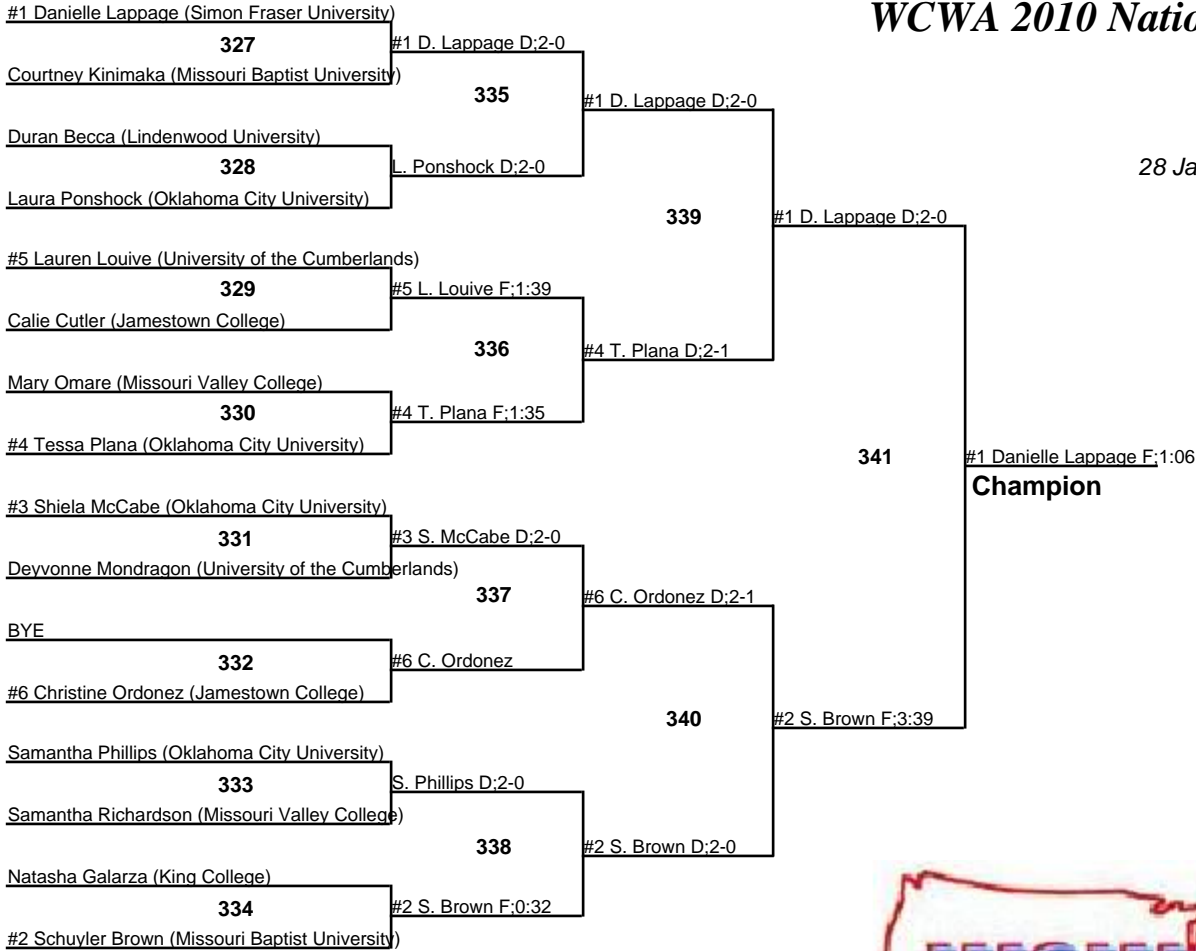 #1 Danielle Lappage (Simon Fraser University)
WCWA 2010 Natio
327
#1 D. Lappage D;2-0
Courtney Kinimaka (Missouri Baptist University)
335
#1 D. Lappage D;2-0
Duran Becca (Lindenwood University)
328
L. Ponshock D;2-0
28 Ja
Laura Ponshock (Oklahoma City University)
339
#1 D. Lappage D;2-0
#5 Lauren Louive (University of the Cumberlands)
329
#5 L. Louive F;1:39
Calie Cutler (Jamestown College)
336
#4 T. Plana D;2-1
Mary Omare (Missouri Valley College)
330
#4 T. Plana F;1:35
#4 Tessa Plana (Oklahoma City University)
341
#1 Danielle Lappage F;1:06
Champion
#3 Shiela McCabe (Oklahoma City University)
331
#3 S. McCabe D;2-0
Deyvonne Mondragon (University of the Cumberlands)
337
#6 C. Ordonez D;2-1
BYE
332
#6 C. Ordonez
#6 Christine Ordonez (Jamestown College)
340
#2 S. Brown F;3:39
Samantha Phillips (Oklahoma City University)
333
S. Phillips D;2-0
Samantha Richardson (Missouri Valley College)
338
#2 S. Brown D;2-0
Natasha Galarza (King College)
334
#2 S. Brown F;0:32
#2 Schuyler Brown (Missouri Baptist University)